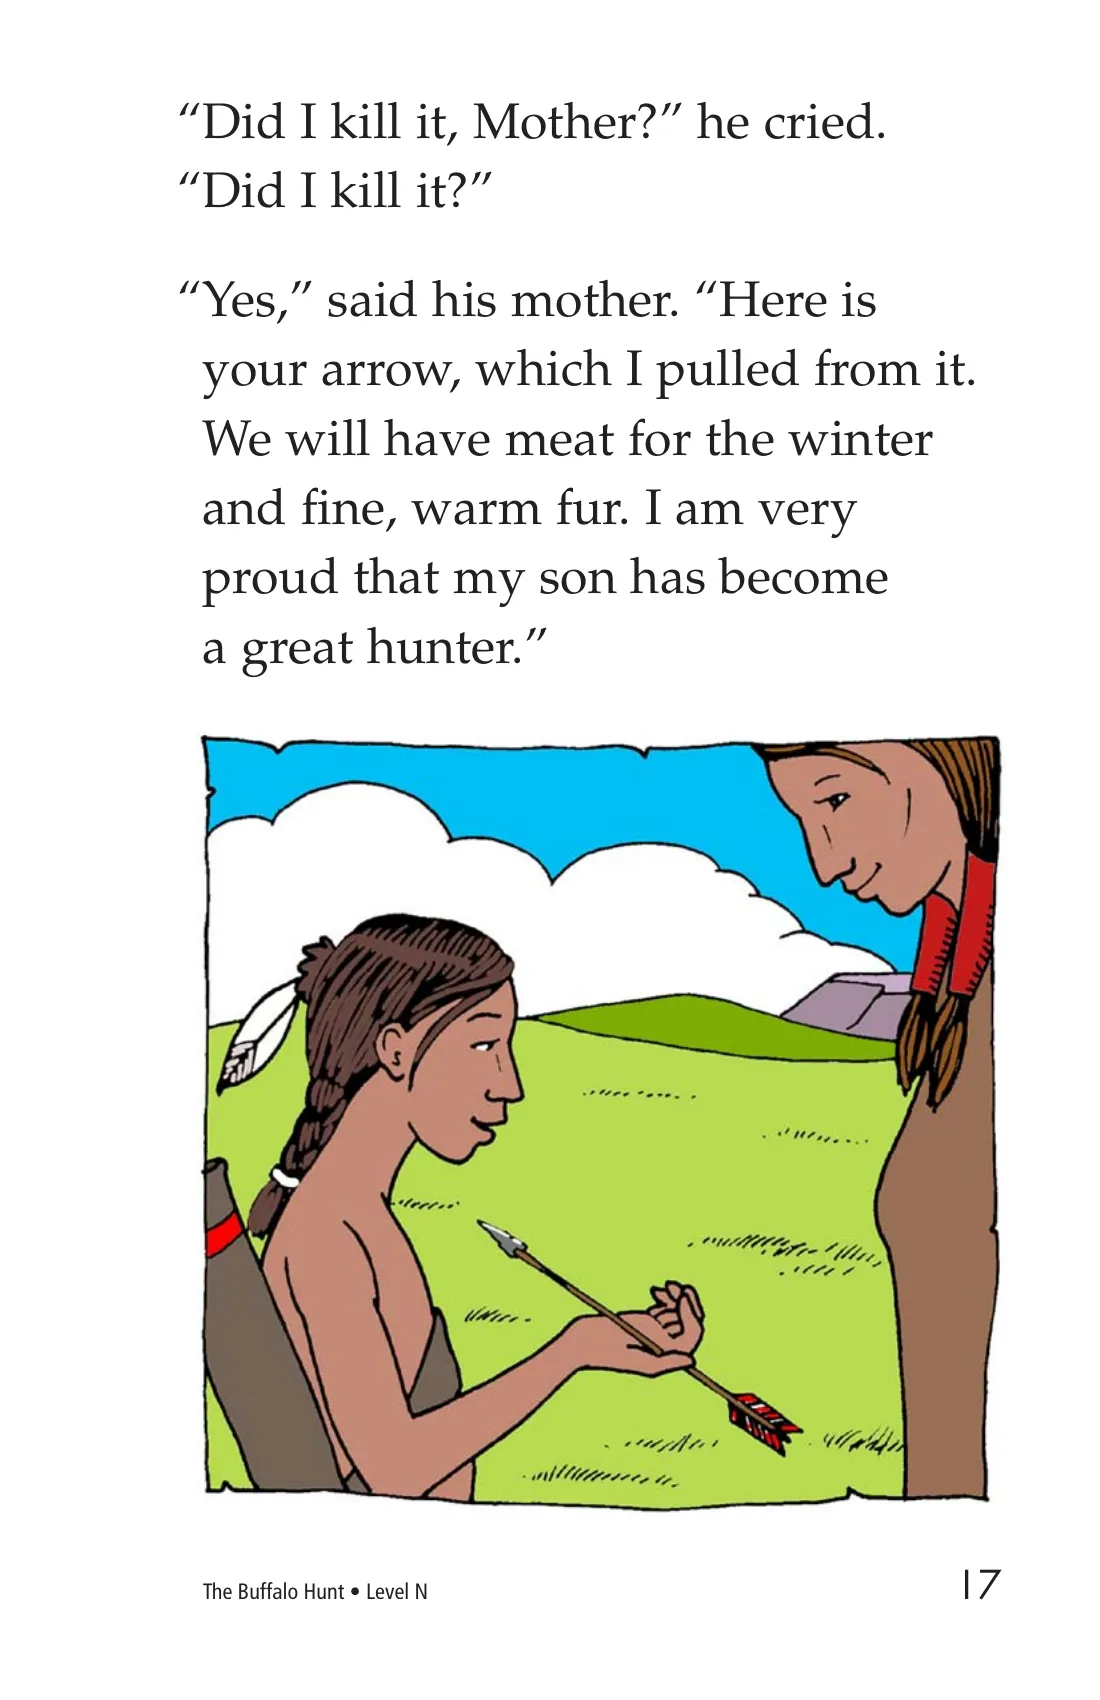 “Did I kill it, Mother?” he cried.
“Did I kill it?”
“Yes,” said his mother. “Here is
your arrow, which I pulled from it.
We will have meat for the winter
and fine, warm fur. I am very
proud that my son has become
a great hunter.”
The Buffalo Hunt • Level N
17